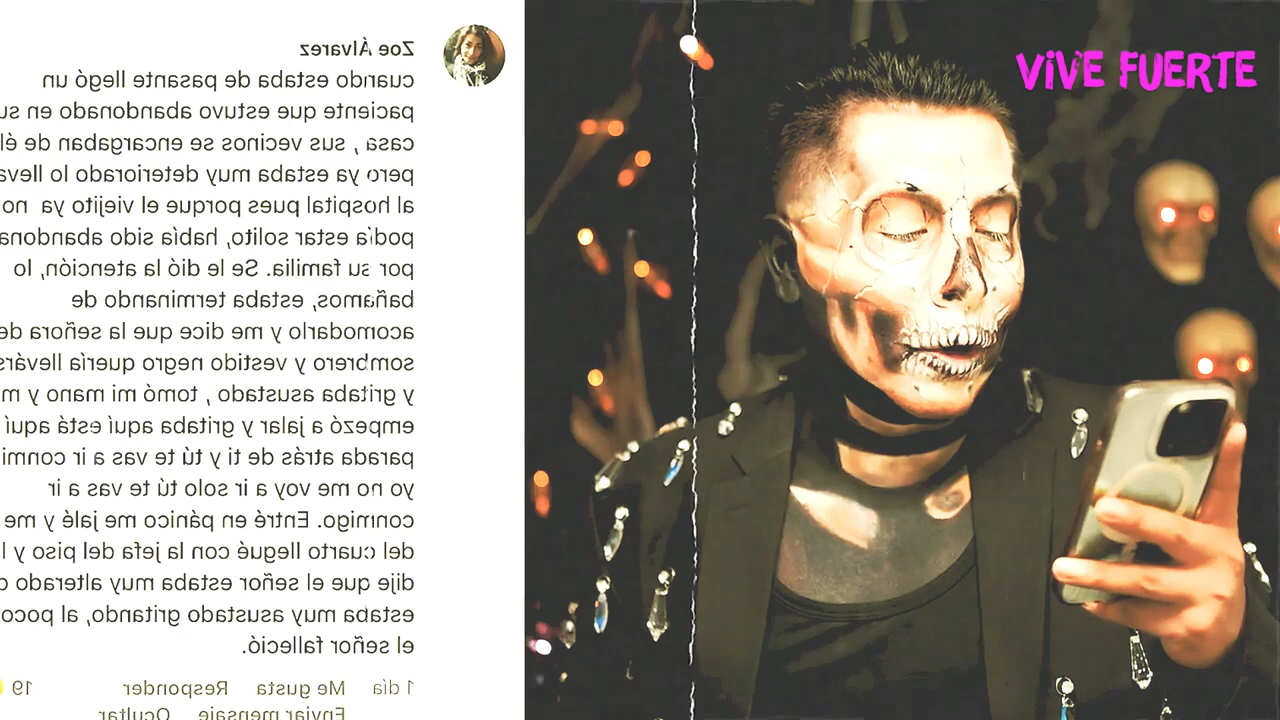 Zoe Álvarez
cuando estaba de pasante llegó un
paciente que estuvo abandonado en su
casa , sus vecinos se encargaban de él
pero ya estaba muy deteriorado lo lleva
al hospital pues porque el viejito ya no
podía estar solito, había sido abandona
por su familia. Se le dió la atención, lo
bañamos, estaba terminando de
acomodarlo y me dice que la señora de
sombrero y vestido negro quería llevárs
y gritaba asustado , tomó mi mano y m
empezó a jalar y gritaba aquí está aquí
parada atrás de ti y tú te vas a ir conmi
yo no me voy a ir solo tú te vas a ir
conmigo. Entré en pánico me jalé y me
del cuarto llegué con la jefa del piso y l
dije que el señor estaba muy alterado
estaba muy asustado gritando, al poco
el señor falleció.
1 día Me gusta Responder 19
Enviar mensaje Ocultar
VIVE FUERTE